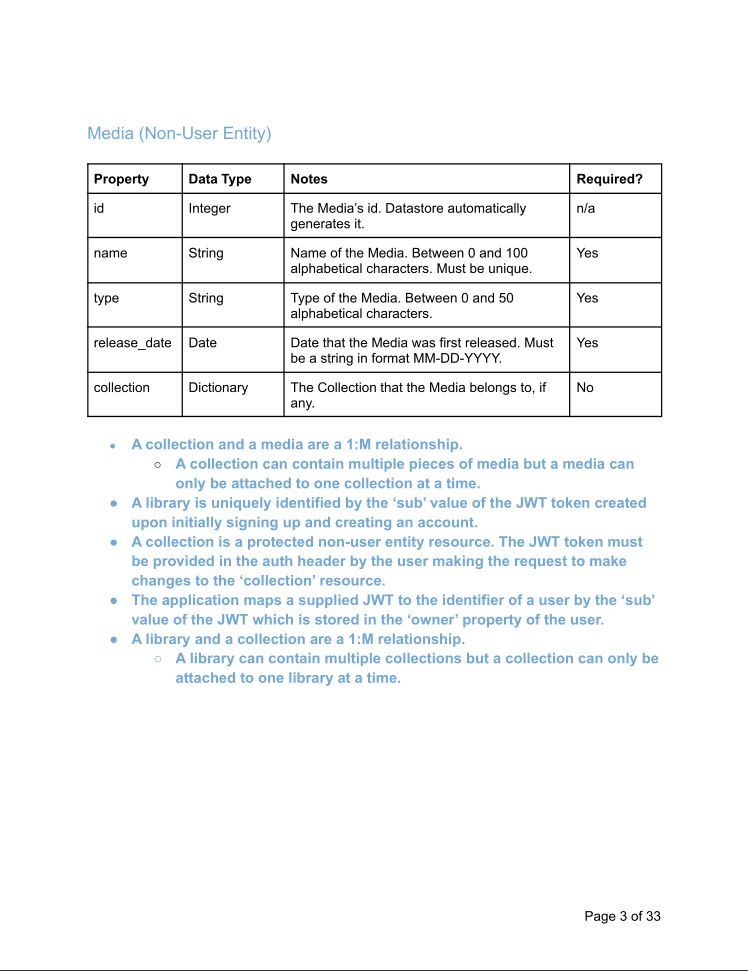 Media (Non-User Entity)
Property Data Type Notes Required?
id Integer The Media’s id. Datastore automatically n/a
generates it.
name String Name of the Media. Between 0 and 100 Yes
alphabetical characters. Must be unique.
type String Type of the Media. Between 0 and 50 Yes
alphabetical characters.
release_date Date Date that the Media was first released. Must Yes
be a string in format MM-DD-YYYY.
collection Dictionary The Collection that the Media belongs to, if No
any.
● A collection and a media are a 1:M relationship.
○ A collection can contain multiple pieces of media but a media can
only be attached to one collection at a time.
● A library is uniquely identified by the ‘sub’ value of the JWT token created
upon initially signing up and creating an account.
● A collection is a protected non-user entity resource. The JWT token must
be provided in the auth header by the user making the request to make
changes to the ‘collection’ resource.
● The application maps a supplied JWT to the identifier of a user by the ‘sub’
value of the JWT which is stored in the ‘owner’ property of the user.
● A library and a collection are a 1:M relationship.
○ A library can contain multiple collections but a collection can only be
attached to one library at a time.
Page 3 of 33